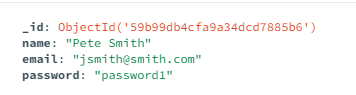 _id: ObjectId('59b99db4cfa9a34dcd7885b6')
name: "Pete Smith"
email: "jsmith@smith.com"
password: "password1"